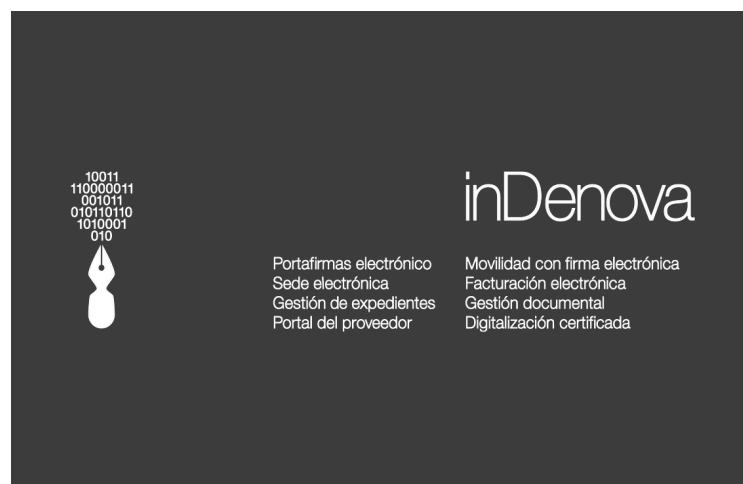 10011
110000011
001011
010110110
1010001
010
inDenova
Portafirmas electrónico
Sede electrónica
Gestión de expedientes
Portal del proveedor
Movilidad con firma electrónica
Facturación electrónica
Gestión documental
Digitalización certificada